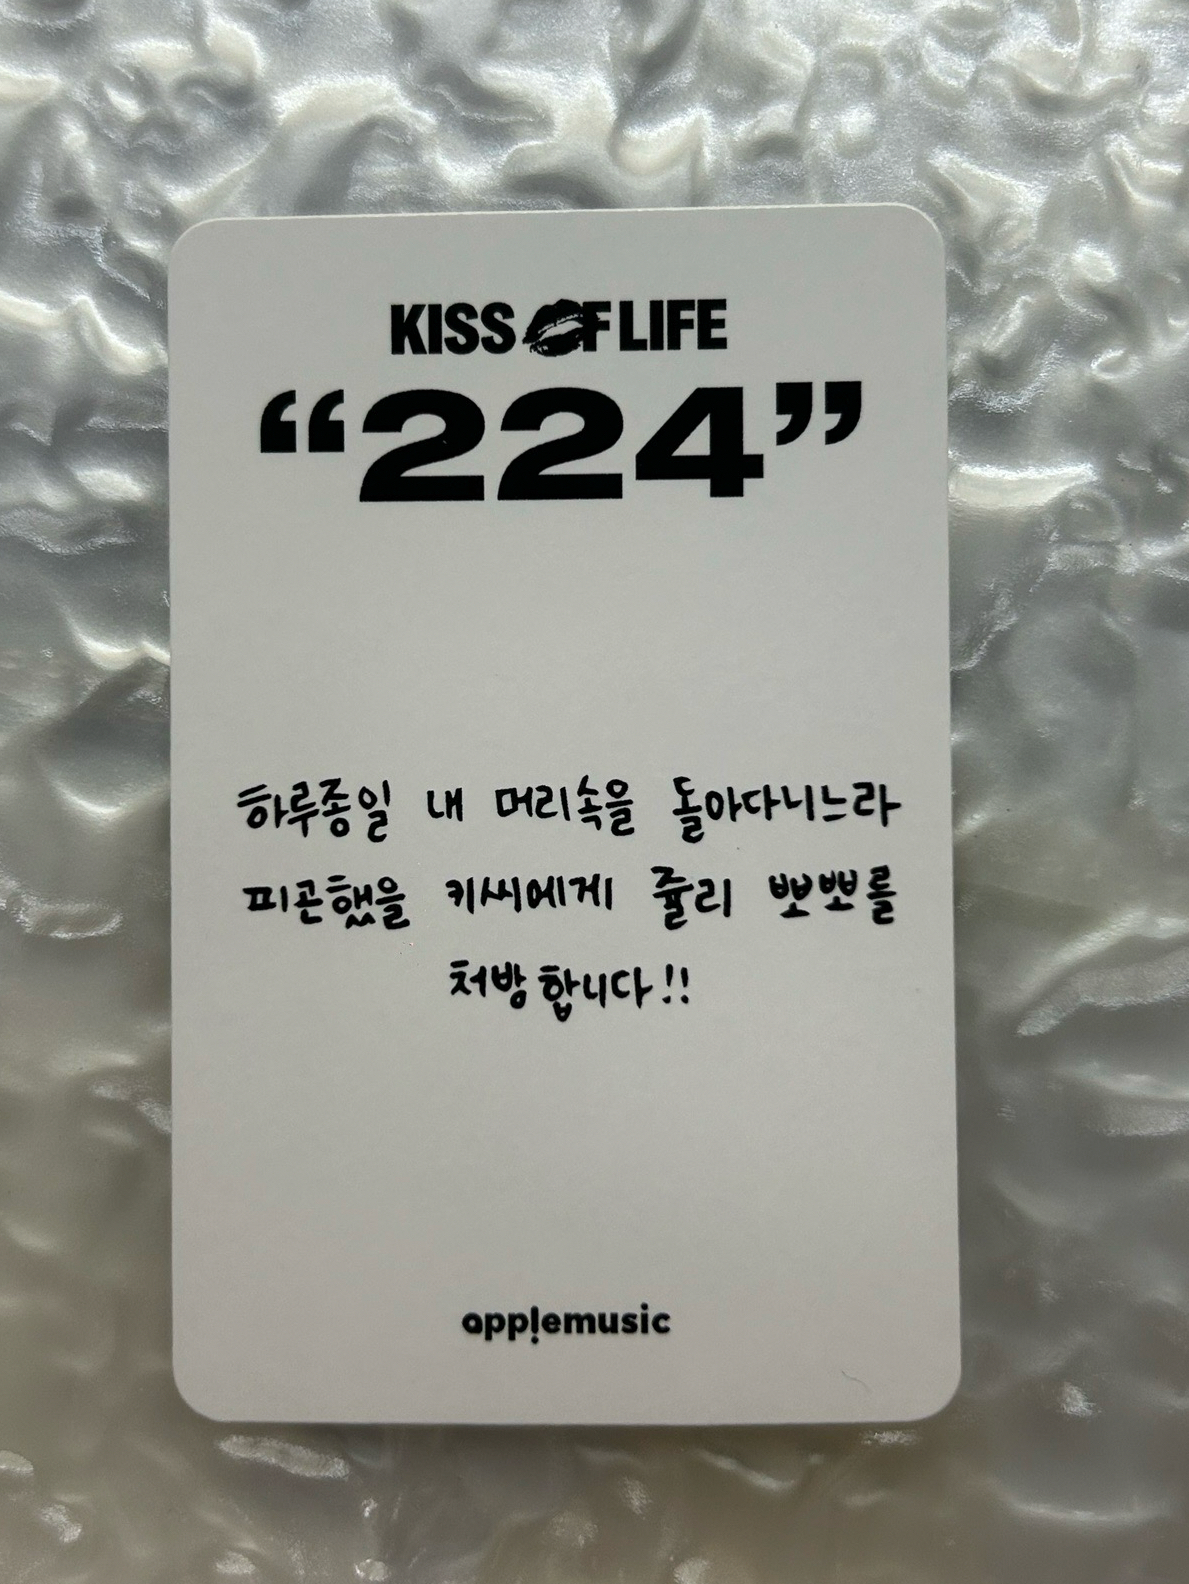 KISS OF LIFE
“224”
하루종일 내 머리속을 돌아다니느라
피곤했을 키씨에게 쥴리 뽀뽀를
처방합니다!!
applemusic